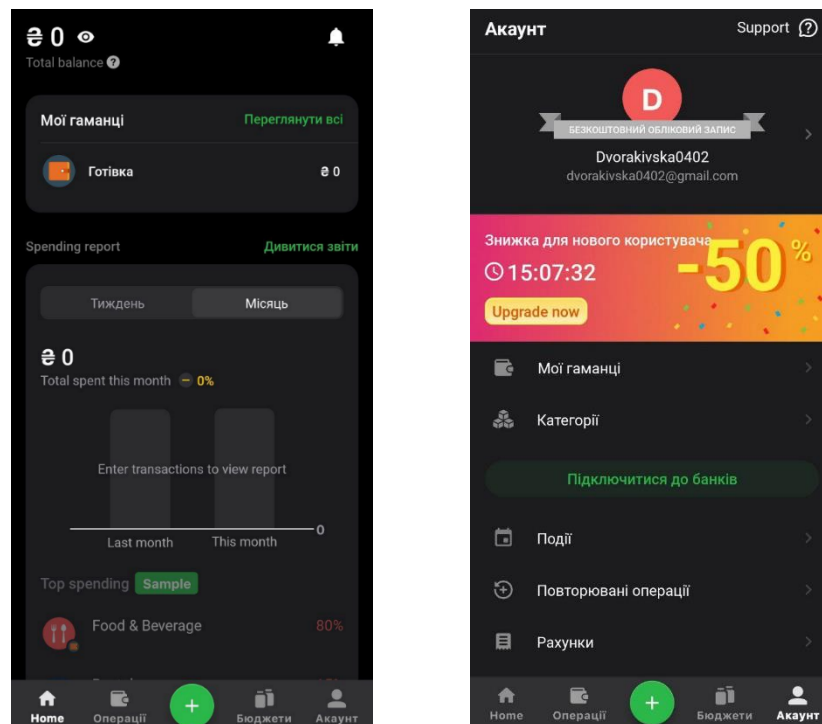 ₴ 0
Total balance ?
Мої гаманці Переглянути всі
Готівка ₴ 0
Spending report Дивитися звіти
Тиждень Місяць
₴ 0
Total spent this month 0%
Enter transactions to view report
0
Last month This month
Top spending Sample
Food & Beverage 80%
Home Операції + Бюджети Акаунт
Акаунт Support ?
D
БЕЗКОШТОВНИЙ ОБЛІКОВИЙ ЗАПИС
Dvorakivska0402
dvorakivska0402@gmail.com
Знижка для нового користувача
-50%
15:07:32
Upgrade now
Мої гаманці
Категорії
Підключитися до банків
Події
Повторювані операції
Рахунки
Home Операції + Бюджети Акаунт